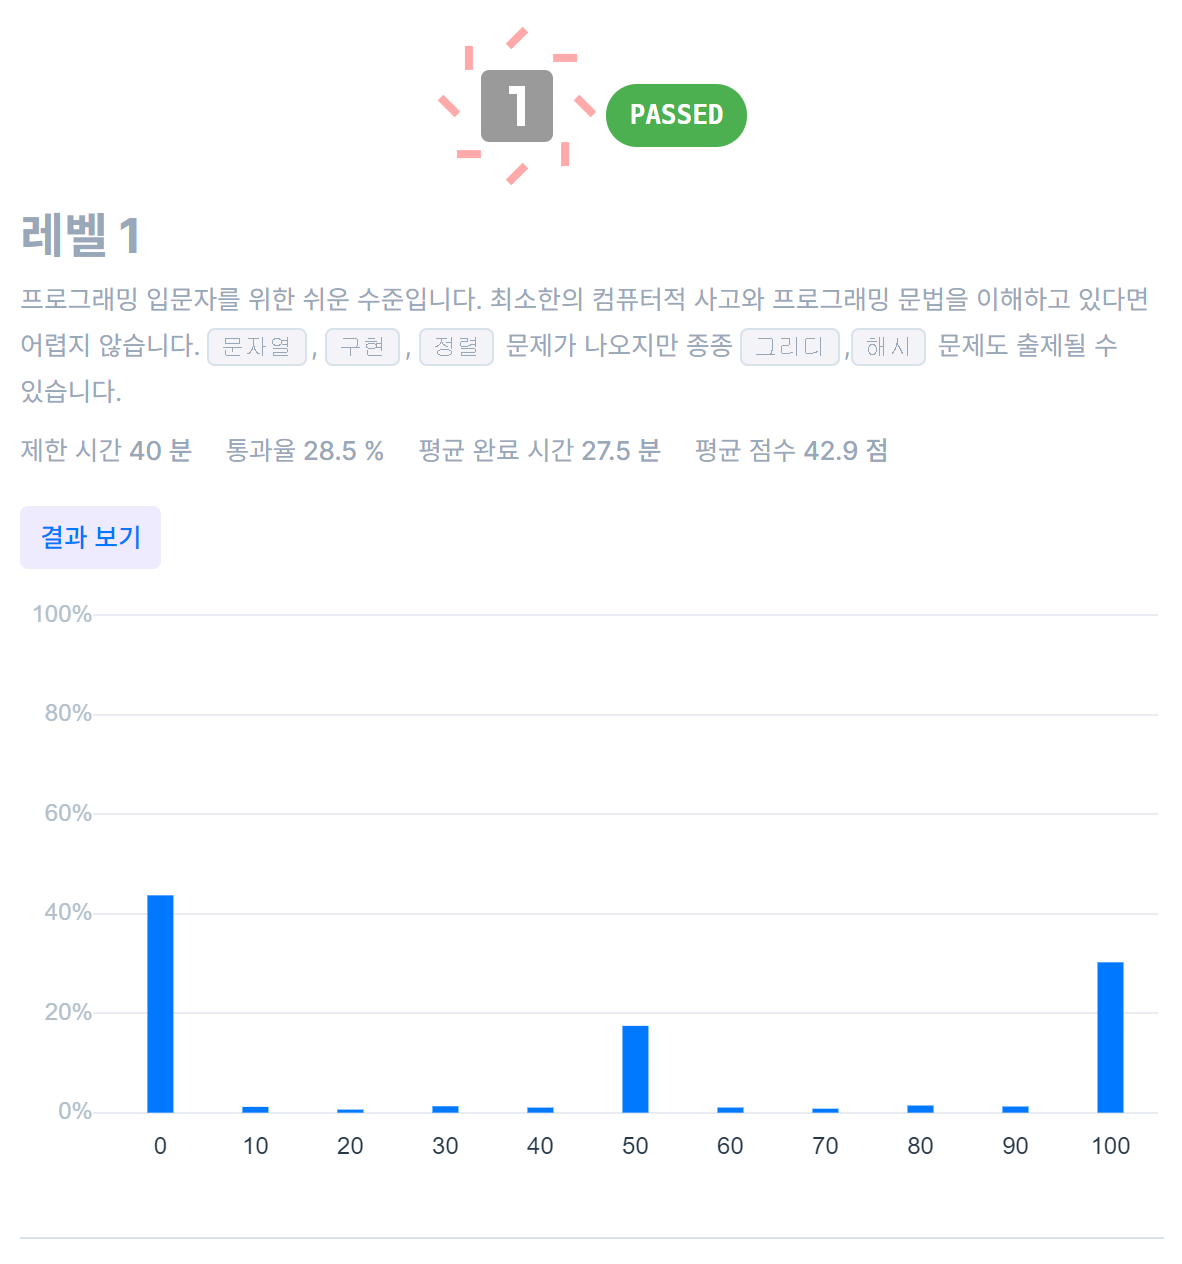 1 PASSED
레벨 1
프로그래밍 입문자를 위한 쉬운 수준입니다. 최소한의 컴퓨터적 사고와 프로그래밍 문법을 이해하고 있다면
어렵지 않습니다. 문자열 , 구현 , 정렬 문제가 나오지만 종종 그리디 , 해시 문제도 출제될 수
있습니다.
제한 시간 40 분 통과율 28.5 % 평균 완료 시간 27.5 분 평균 점수 42.9 점
결과 보기
100%
80%
60%
40%
20%
0%
0 10 20 30 40 50 60 70 80 90 100